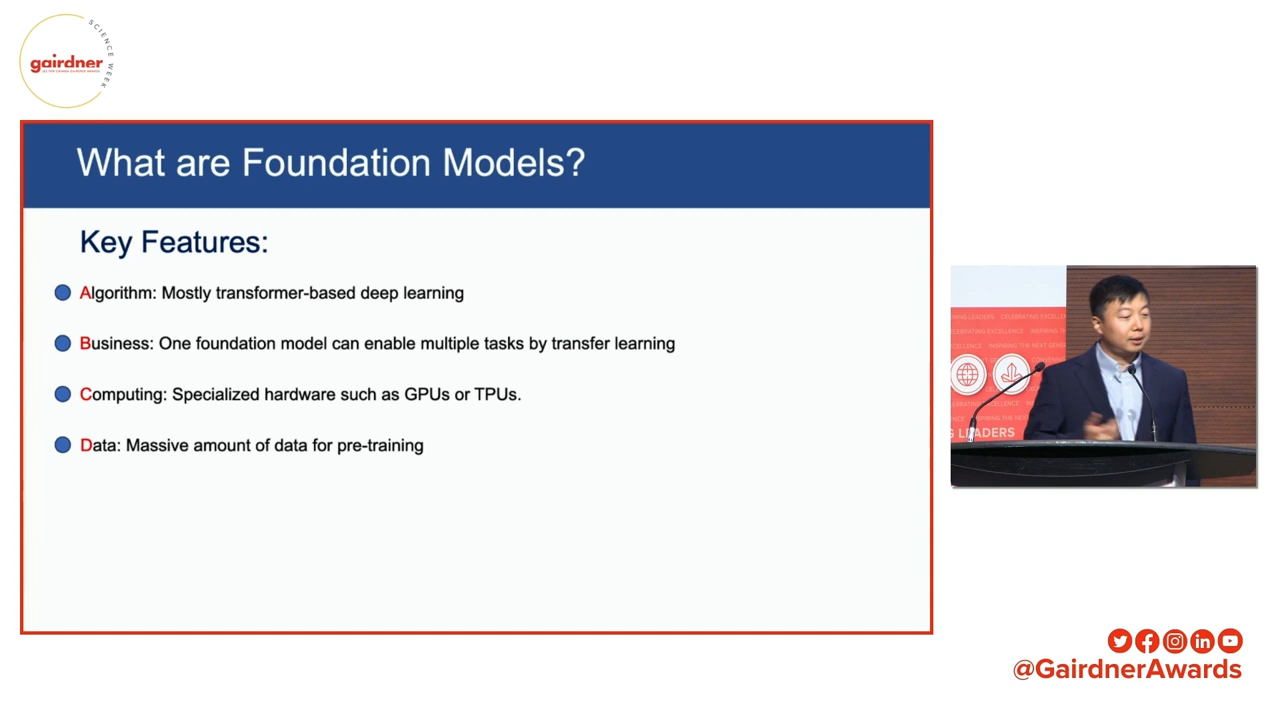 SCIENCE WEEK
gairdner
What are Foundation Models?
Key Features:
Algorithm: Mostly transformer-based deep learning
Business: One foundation model can enable multiple tasks by transfer learning
Computing: Specialized hardware such as GPUs or TPUs.
Data: Massive amount of data for pre-training
LEADERS
@GairdnerAwards